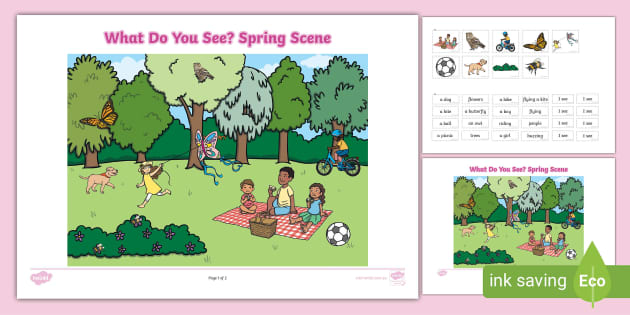 What Do You See? Spring Scene
Page 1 of 2
twinkl
a dog flowers a bike flying a kite I see I see
a kite a butterfly a boy flying I see I see
a ball an owl riding people I see I see
a picnic trees a girl buzzing I see I see
What Do You See? Spring Scene
ink saving Eco